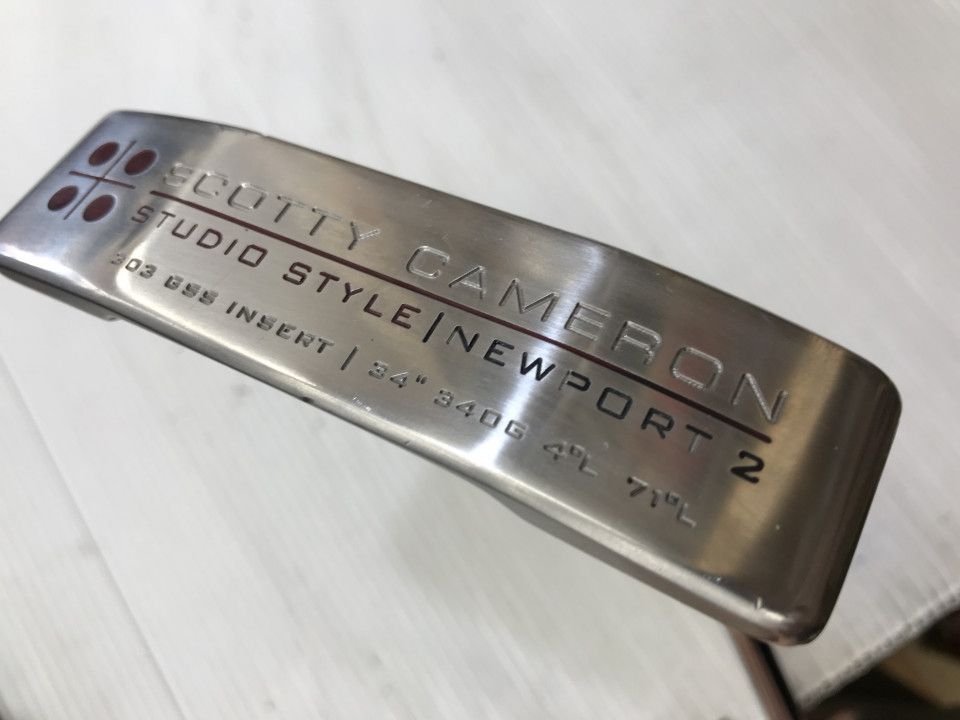 SCOTTY CAMERON
STUDIO STYLE|NEWPORT 2
303 GSS INSERT | 34" 340G 4°L 71°L